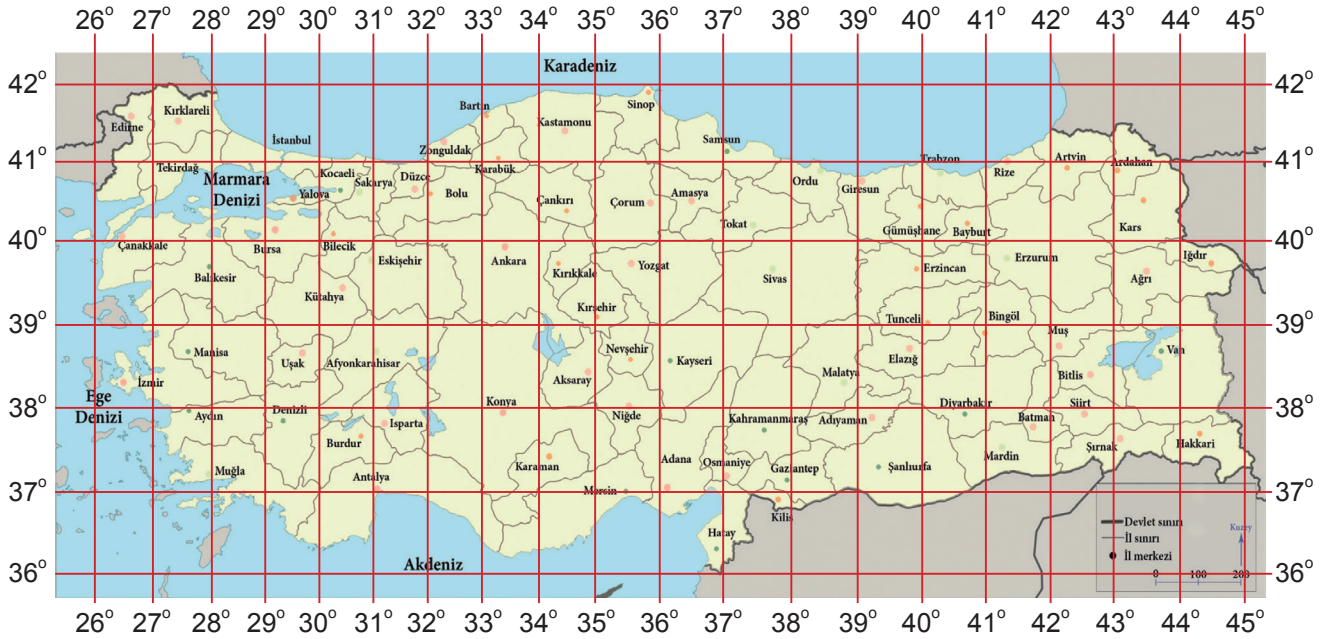 26° 27° 28° 29° 30° 31° 32° 33° 34° 35° 36° 37° 38° 39° 40° 41° 42° 43° 44° 45°
Karadeniz
42° 42°
Sinop
Bartın
Kırklareli
Kastamonu
Edirne
İstanbul
Samsun
Zonguldak
41° 41°
Trabzon
Artvin
Ardahan
Tekirdağ
Karabük
Kocaeli
Rize
Marmara
Denizi
Sakarya
Düzce
Ordu
Giresun
Yalova
Bolu
Çankırı
Çorum
Amasya
Tokat
Gümüşhane
Bayburt
Kars
40° 40°
Çanakkale
Bursa
Bilecik
Eskişehir
Ankara
Kırıkkale
Yozgat
Sivas
Erzincan
Erzurum
Iğdır
Balıkesir
Ağrı
Kütahya
Kırşehir
Tunceli
Bingöl
39° 39°
Muş
Manisa
Uşak
Afyonkarahisar
Nevşehir
Kayseri
Elazığ
Van
Malatya
İzmir
Aksaray
Bitlis
Ege
Denizi
Konya
Diyarbakır
Siirt
38° 38°
Aydın
Denizli
Niğde
Kahramanmaraş
Adıyaman
Batman
Isparta
Burdur
Şırnak
Hakkari
Muğla
Antalya
Karaman
Adana
Osmaniye
Gaziantep
Şanlıurfa
Mardin
37° 37°
Mersin
Kilis
Hatay
Devlet sınırı
İl sınırı
İl merkezi
Kuzey
0 100 200
Akdeniz
36° 36°
26° 27° 28° 29° 30° 31° 32° 33° 34° 35° 36° 37° 38° 39° 40° 41° 42° 43° 44° 45°